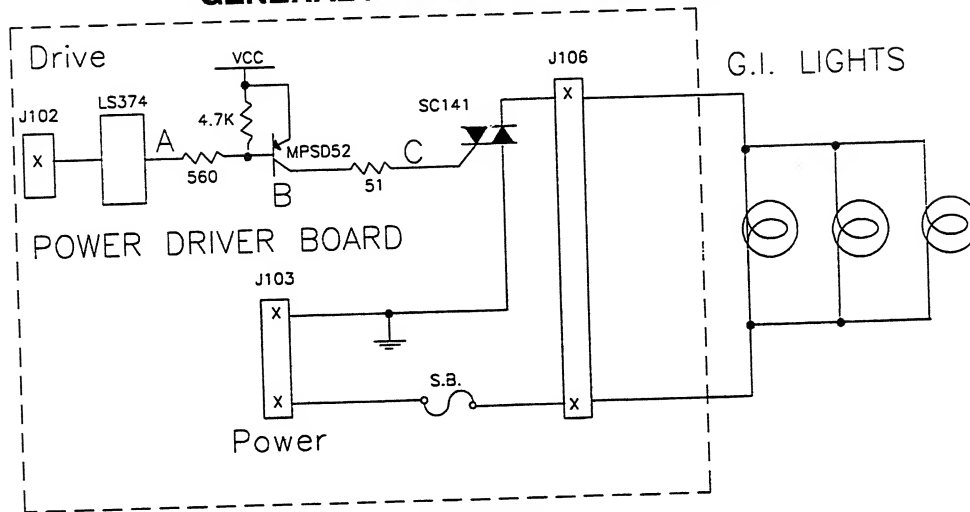 Drive
VCC
J106
G.I. LIGHTS
J102
LS374
SC141
4.7K
X
A
MPSD52
C
X
560
B
51
POWER DRIVER BOARD
J103
X
S.B.
X
X
Power